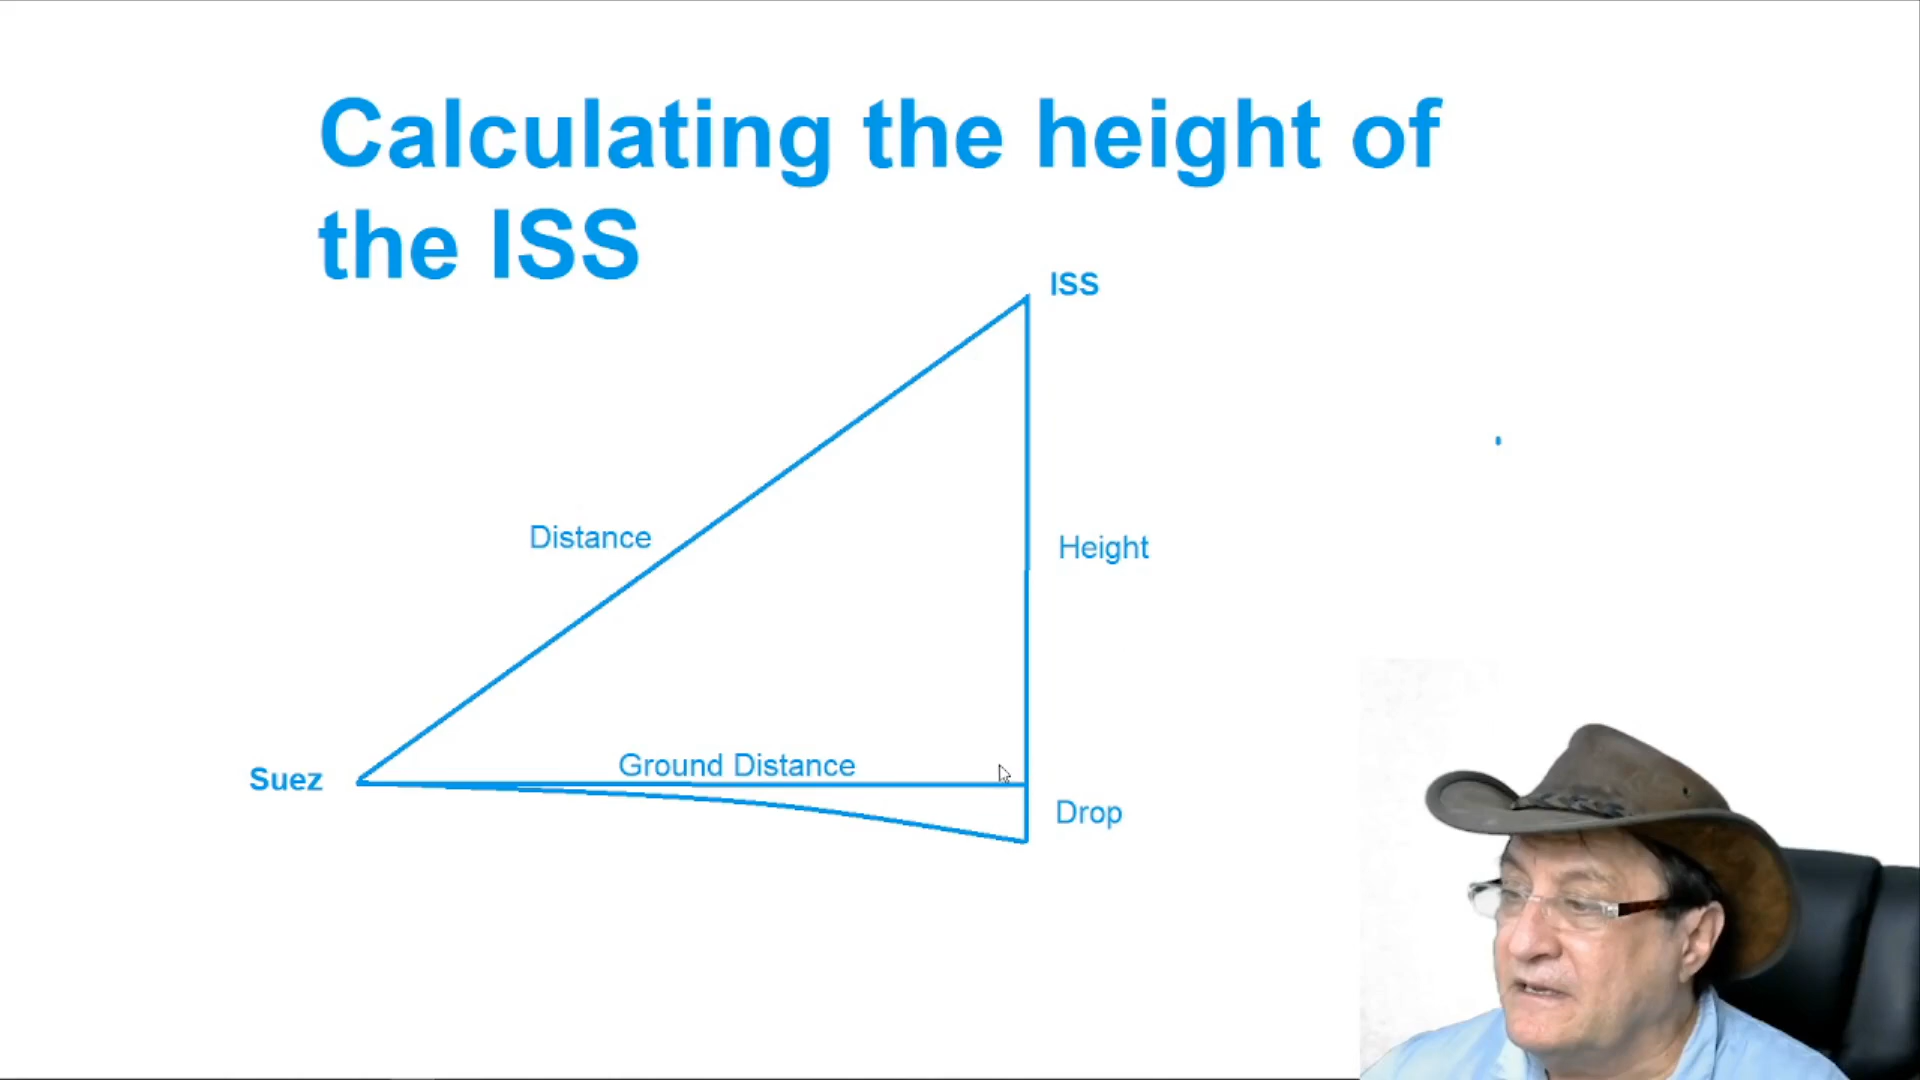 Calculating the height of
the ISS
ISS
Distance
Height
Ground Distance
Suez
Drop